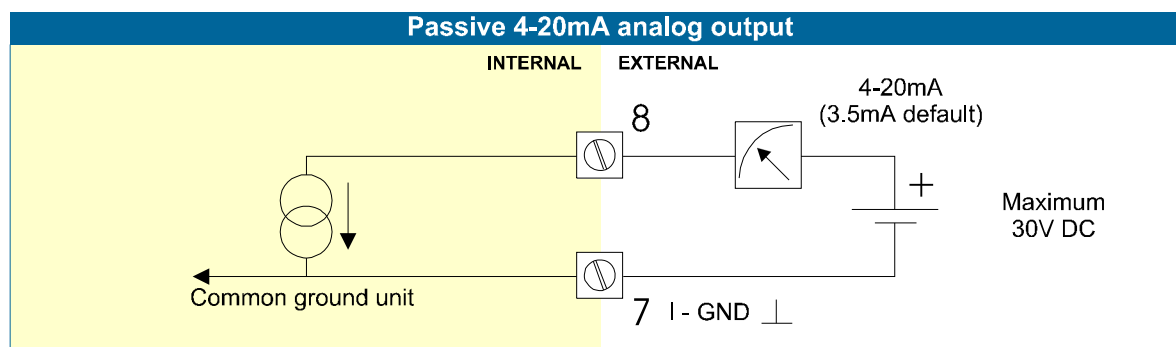 Passive 4-20mA analog output
INTERNAL EXTERNAL
4-20mA
(3.5mA default)
8
+
Maximum
30V DC
Common ground unit
7 I - GND ⊥